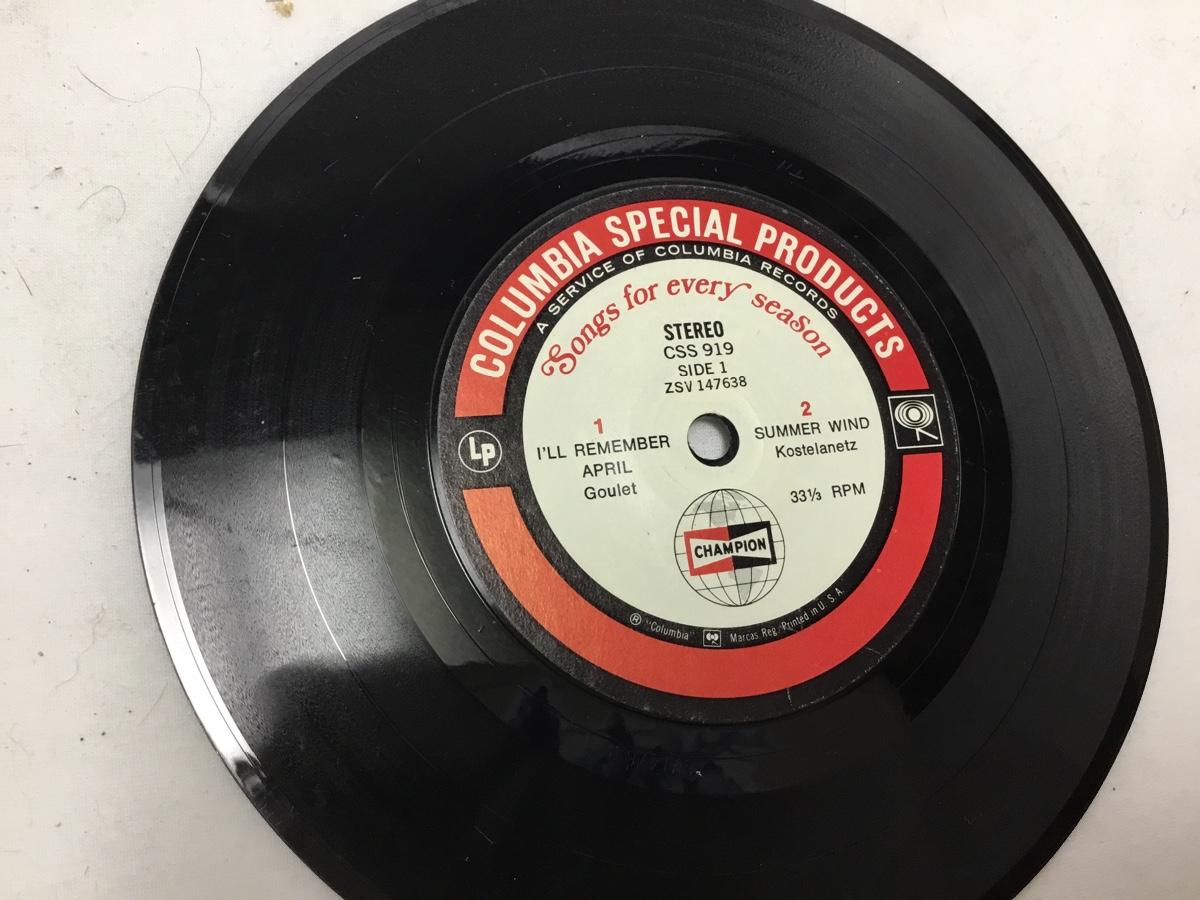 COLUMBIA SPECIAL PRODUCTS
A SERVICE OF COLUMBIA RECORDS
Songs for every seaSon
STEREO
CSS 919
SIDE 1
ZSV 147638
1
I'LL REMEMBER
APRIL
Goulet
2
SUMMER WIND
Kostelanetz
33⅓ RPM
Lp
CHAMPION
® "Columbia" Marcas Reg. Printed in U. S. A.